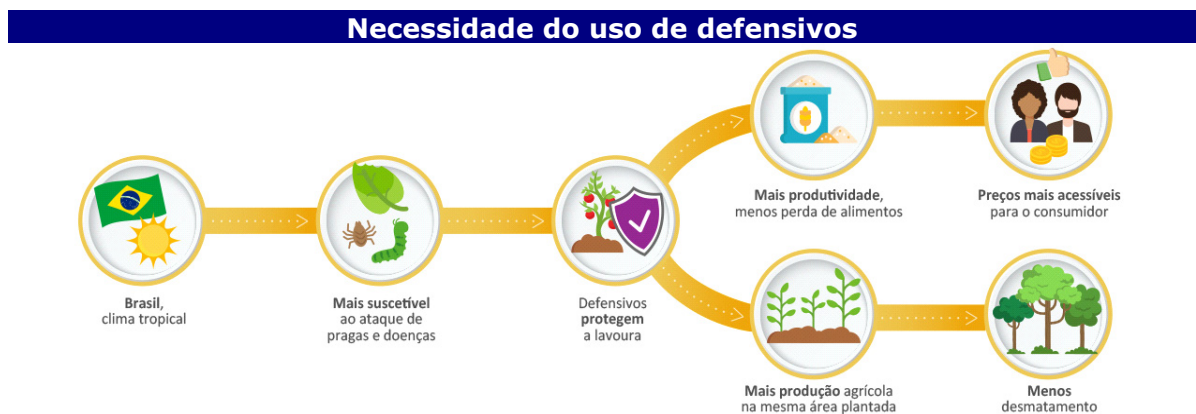 Necessidade do uso de defensivos
Brasil,
clima tropical
Mais suscetível
ao ataque de
pragas e doenças
Defensivos
protegem
a lavoura
Mais produtividade,
menos perda de alimentos
Preços mais acessíveis
para o consumidor
Mais produção agrícola
na mesma área plantada
Menos
desmatamento